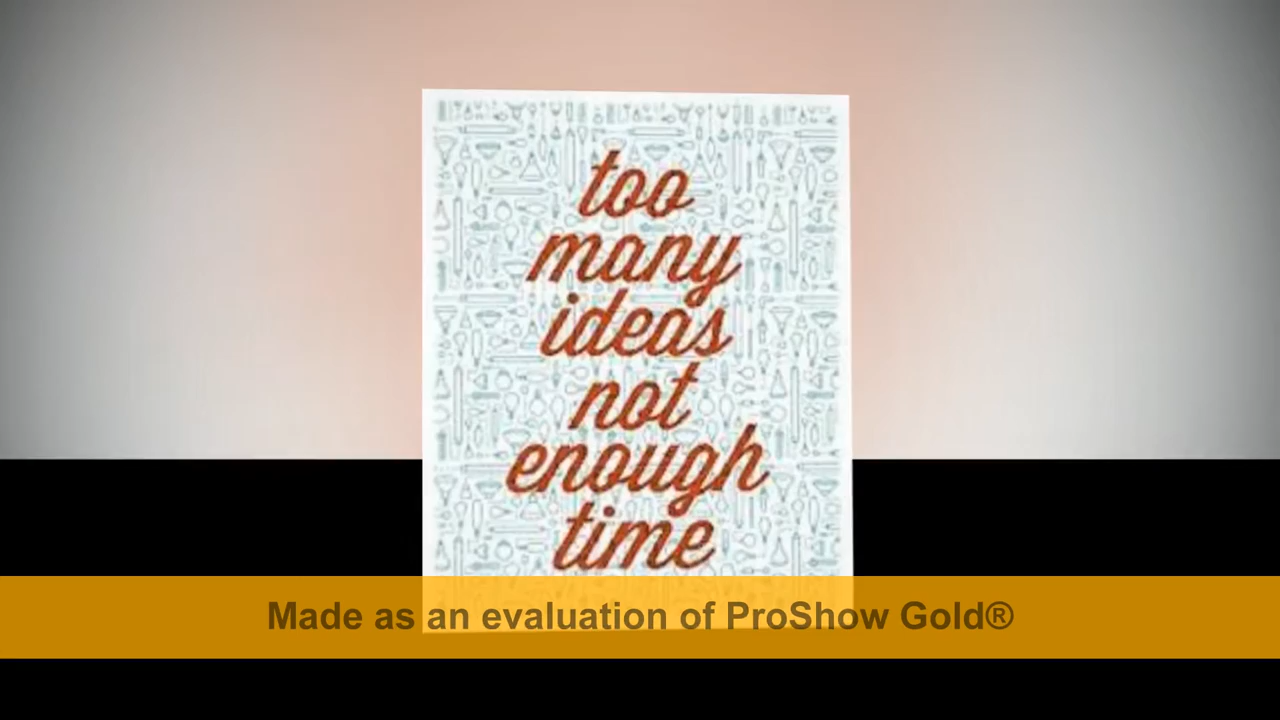 too
many
ideas
not
enough
time
Made as an evaluation of ProShow Gold®